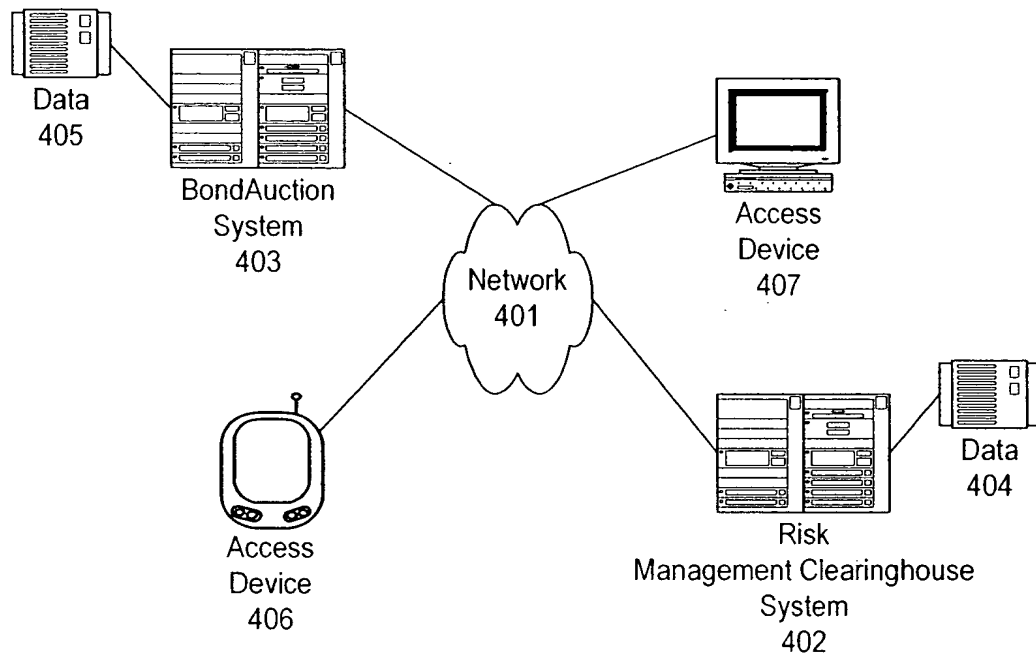 Data
405
BondAuction
System
403
Access
Device
407
Network
401
Access
Device
406
Data
404
Risk
Management Clearinghouse
System
402